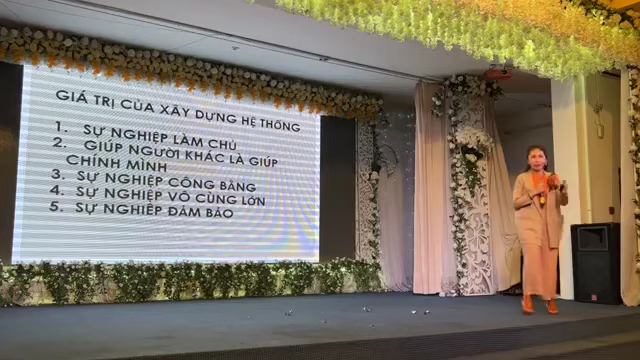 GIÁ TRỊ CỦA XÂY DỰNG HỆ THỐNG
1. SỰ NGHIỆP LÀM CHỦ
2. GIÚP NGƯỜI KHÁC LÀ GIÚP
CHÍNH MÌNH
3. SỰ NGHIỆP CÔNG BẰNG
4. SỰ NGHIỆP VÔ CÙNG LỚN
5. SỰ NGHIỆP ĐẢM BẢO